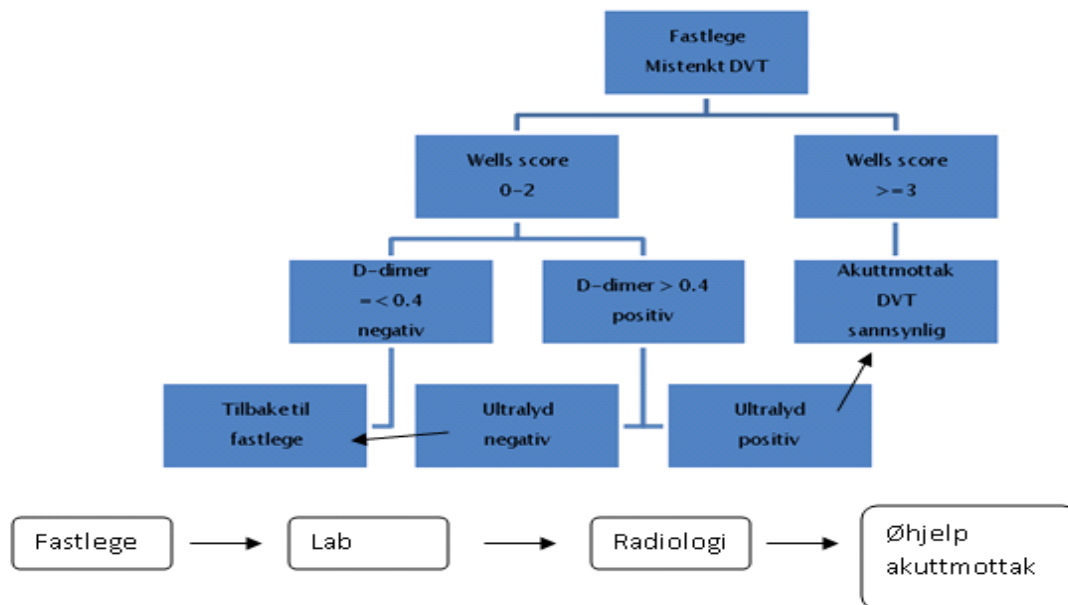 Fastlege
Mistenkt DVT
Wells score
0-2
Wells score
>=3
D-dimer
=<0.4
negativ
D-dimer > 0.4
positiv
Akuttmottak
DVT
sannsynlig
Tilbake til
fastlege
Ultralyd
negativ
Ultralyd
positiv
Fastlege
Lab
Radiologi
Øhjelp
akuttmottak